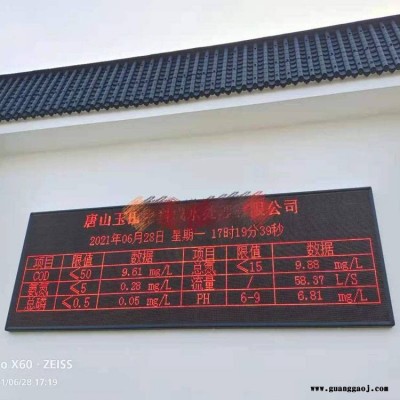 唐山玉 限公司
2021年06月28日 星期一 17时19分39秒
项目 限值 数据 项目 限值 数据
COD ≤50 9.61 mg/L 总氮 ≤15 9.88 mg/L
氨氮 ≤5 0.28 mg/L 流量 / 58.37 L/S
总磷 ≤0.5 0.05 mg/L PH 6-9 6.81 mg/L
o X60 · ZEISS
1/06/28 17:19
www.guanggaoj.com